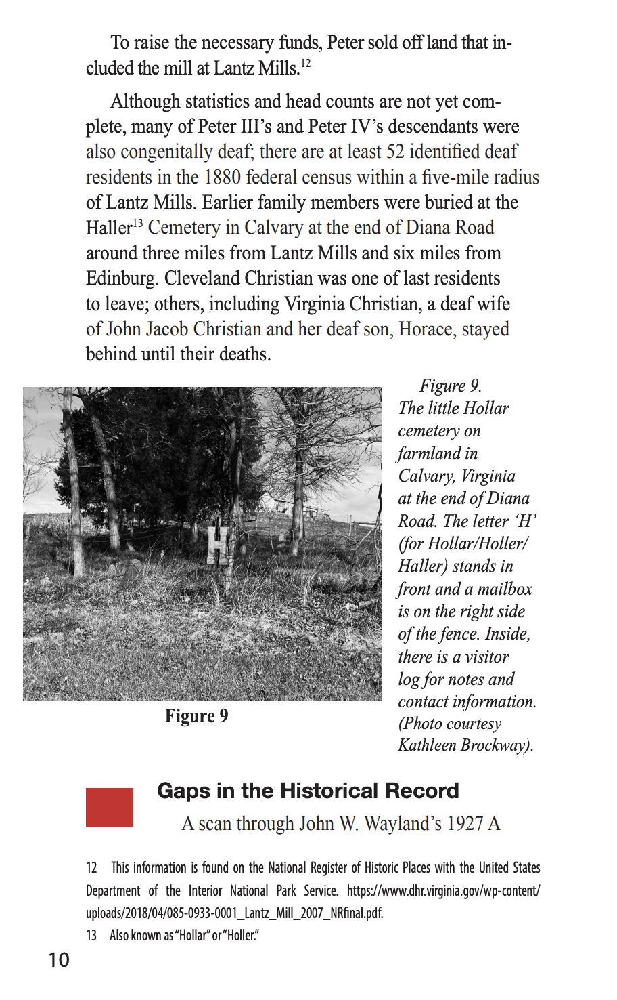 To raise the necessary funds, Peter sold off land that in-
cluded the mill at Lantz Mills.12
Although statistics and head counts are not yet com-
plete, many of Peter III’s and Peter IV’s descendants were
also congenitally deaf; there are at least 52 identified deaf
residents in the 1880 federal census within a five-mile radius
of Lantz Mills. Earlier family members were buried at the
Haller13 Cemetery in Calvary at the end of Diana Road
around three miles from Lantz Mills and six miles from
Edinburg. Cleveland Christian was one of last residents
to leave; others, including Virginia Christian, a deaf wife
of John Jacob Christian and her deaf son, Horace, stayed
behind until their deaths.
H
Figure 9
Figure 9.
The little Hollar
cemetery on
farmland in
Calvary, Virginia
at the end of Diana
Road. The letter ‘H’
(for Hollar/Holler/
Haller) stands in
front and a mailbox
is on the right side
of the fence. Inside,
there is a visitor
log for notes and
contact information.
(Photo courtesy
Kathleen Brockway).
Gaps in the Historical Record
A scan through John W. Wayland’s 1927 A
12 This information is found on the National Register of Historic Places with the United States
Department of the Interior National Park Service. https://www.dhr.virginia.gov/wp-content/
uploads/2018/04/085-0933-0001_Lantz_Mill_2007_NRfinal.pdf.
13 Also known as “Hollar” or “Holler.”
10